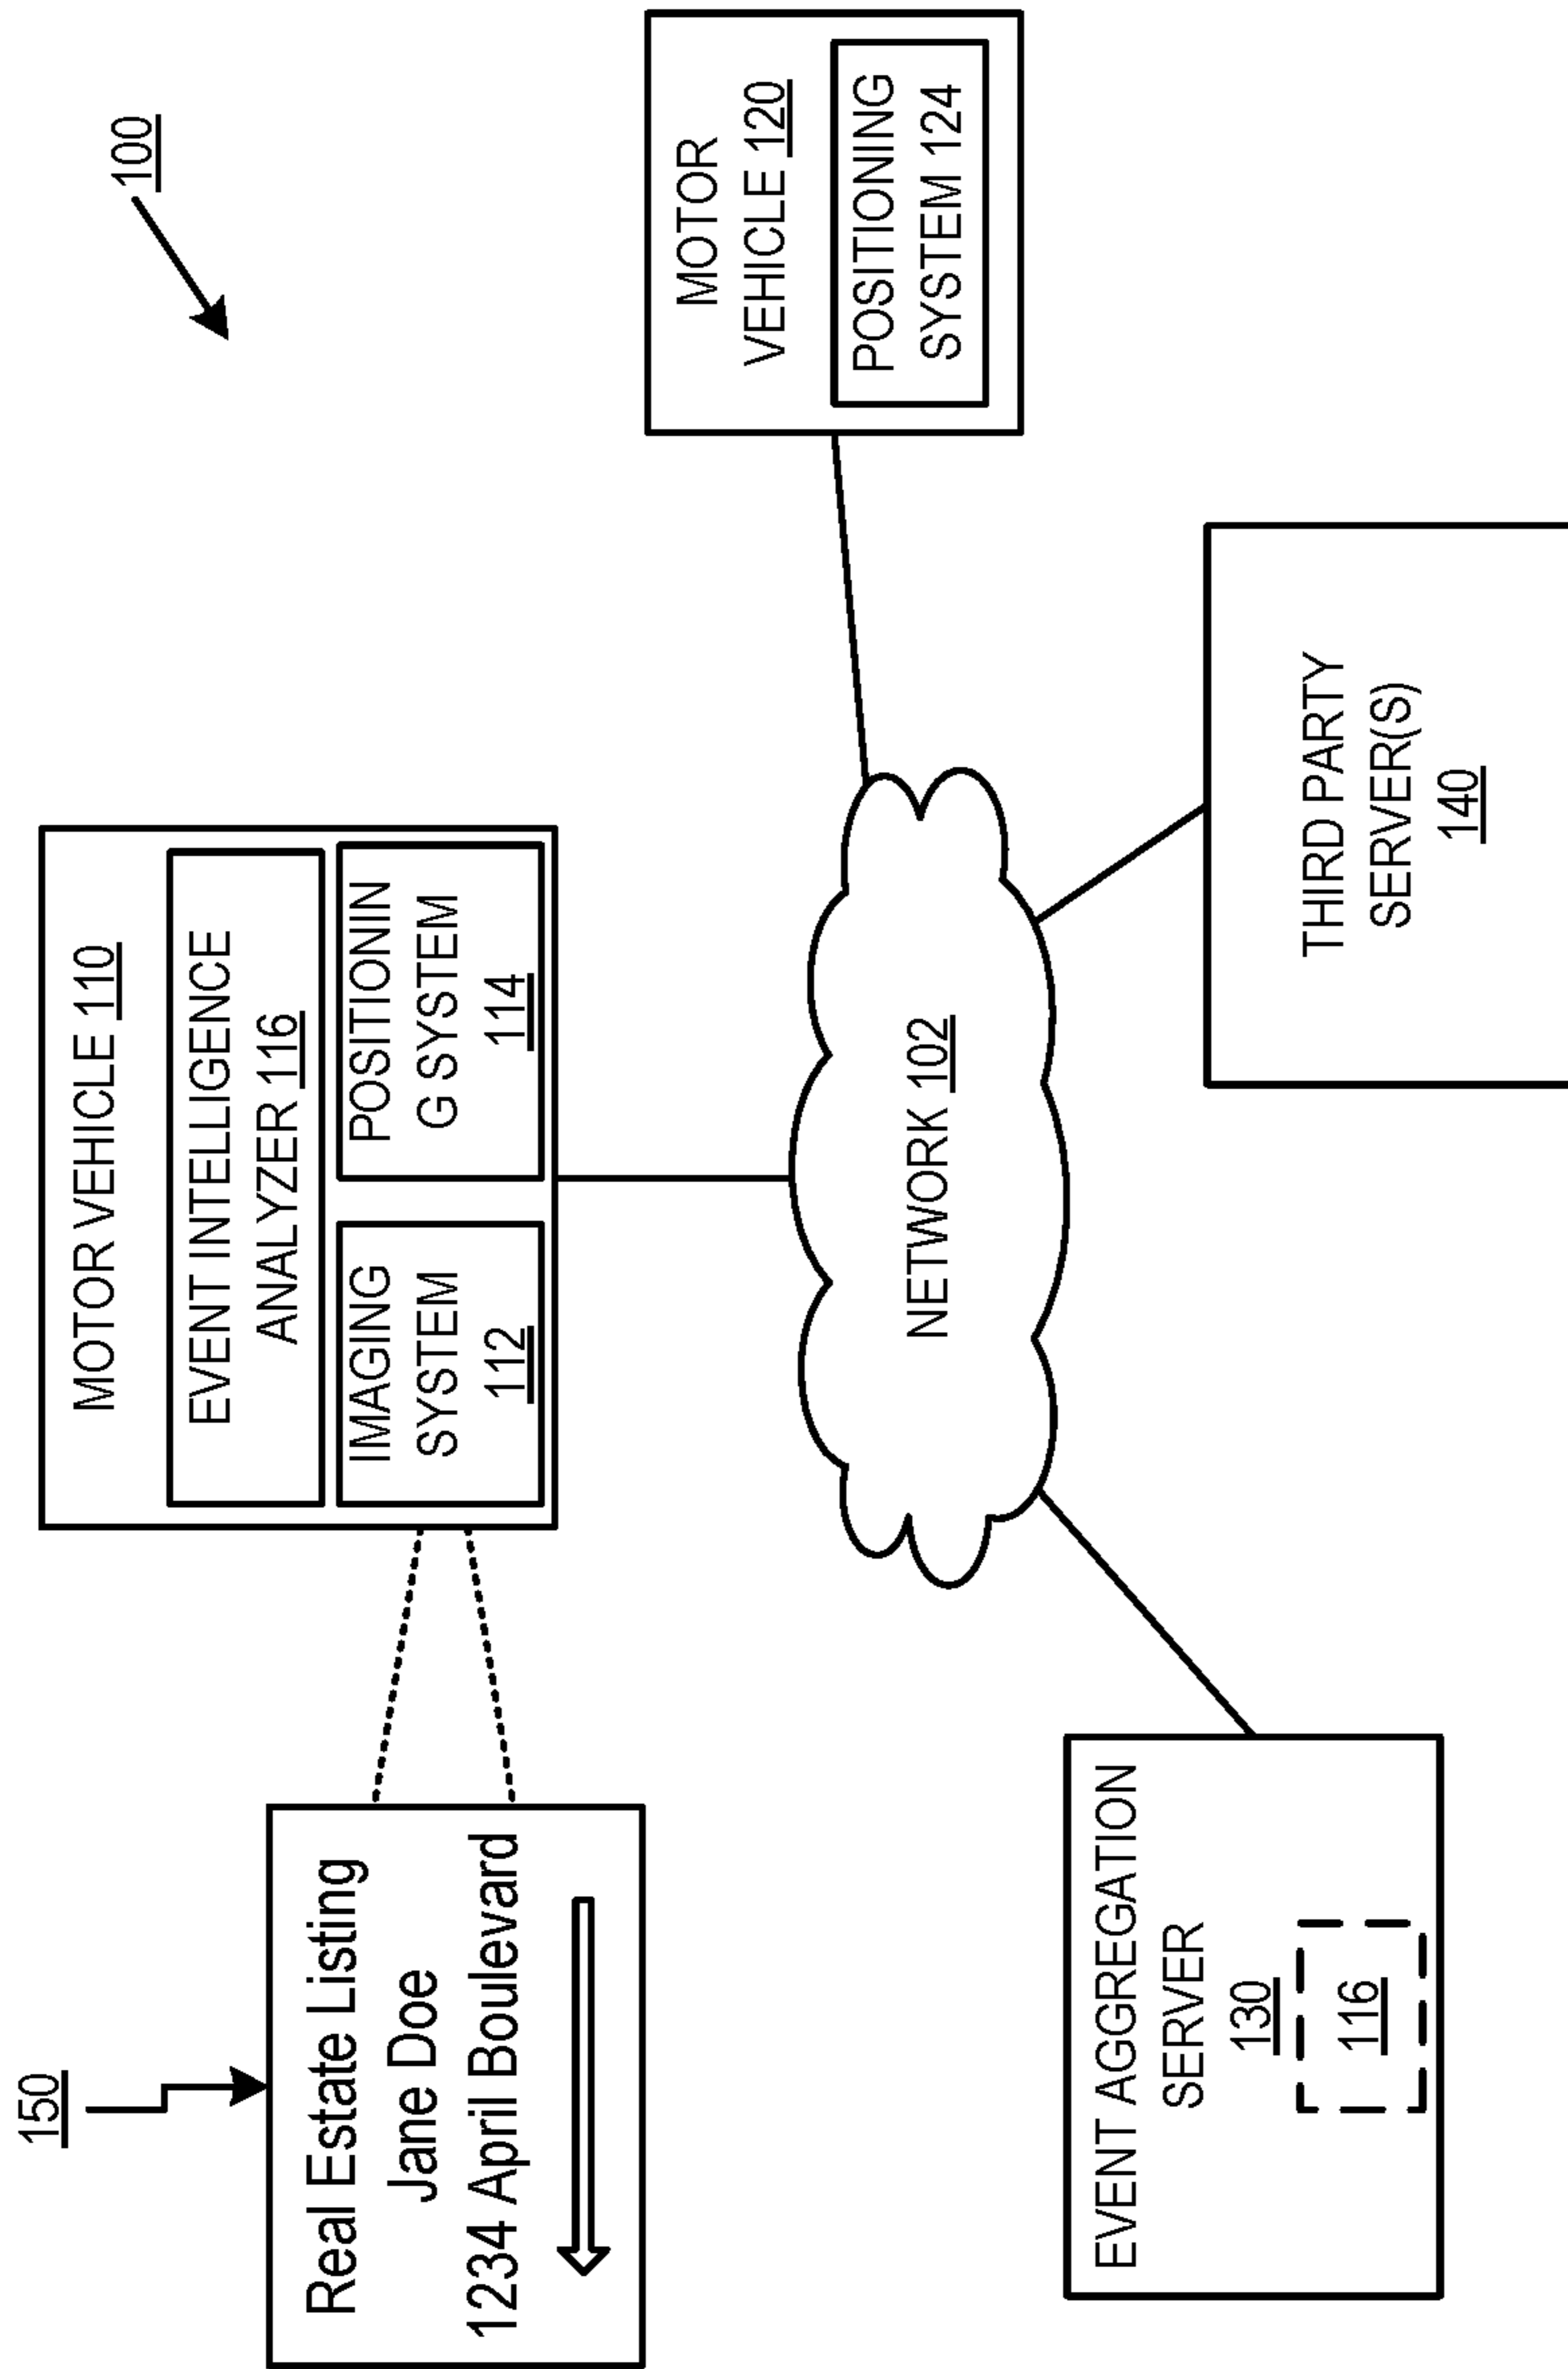 100
150
Real Estate Listing
Jane Doe
1234 April Boulevard
MOTOR VEHICLE 110
EVENT INTELLIGENCE
ANALYZER 116
IMAGING
SYSTEM
112
POSITIONIN
G SYSTEM
114
MOTOR
VEHICLE 120
POSITIONING
SYSTEM 124
NETWORK 102
EVENT AGGREGATION
SERVER
130
116
THIRD PARTY
SERVER(S)
140